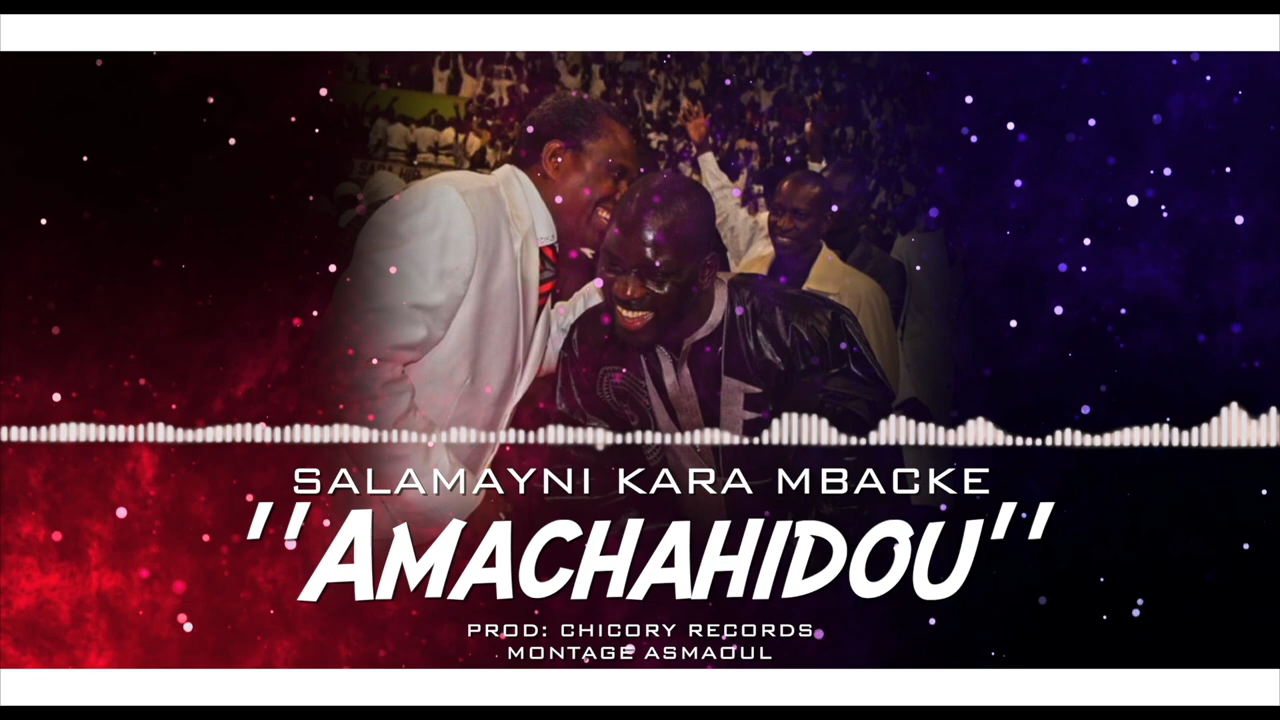 SALAMAYNI KARA MBACKE
''AMACHAHIDOU''
PROD: CHICORY RECORDS
MONTAGE ASMAOUL